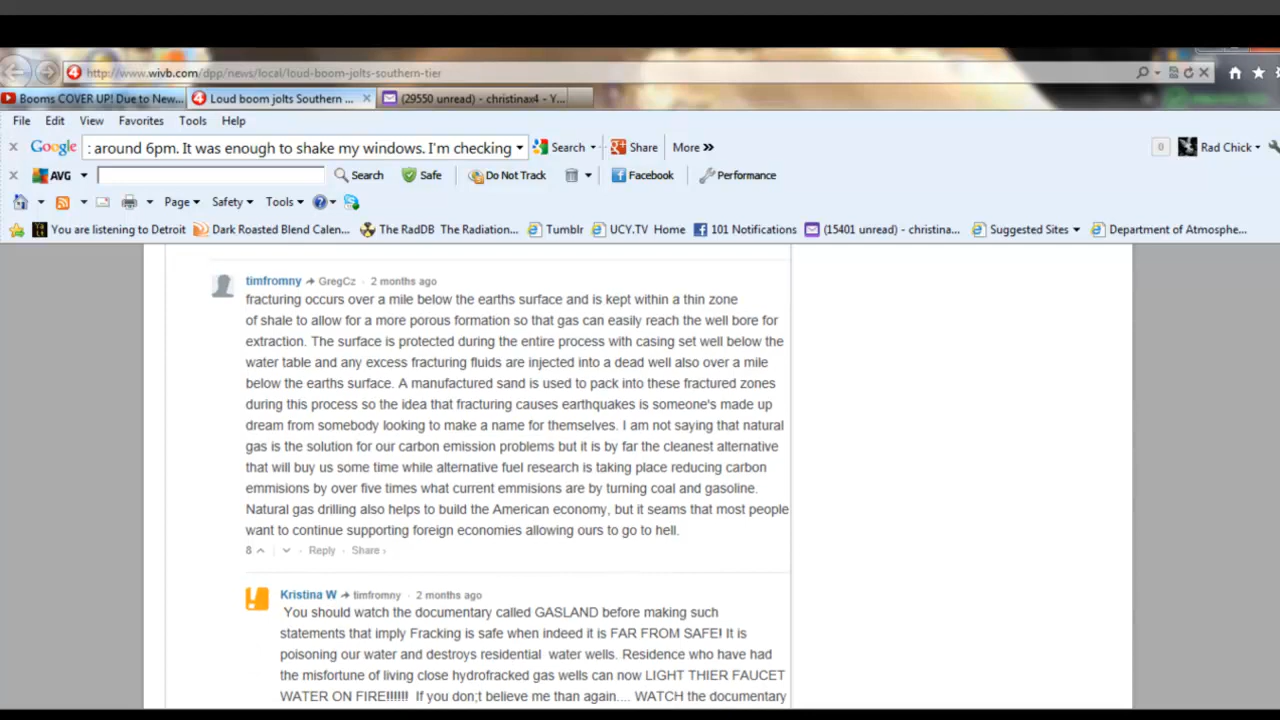 http://www.wivb.com/dpp/news/local/loud-boom-jolts-southern-tier
Booms COVER UP! Due to New... Loud boom jolts Southern ... (29550 unread) - christinax4 - Y...
File Edit View Favorites Tools Help
Google : around 6pm. It was enough to shake my windows. I'm checking Search Share More » 0 Rad Chick
AVG Search Safe Do Not Track Facebook Performance
Page Safety Tools
You are listening to Detroit Dark Roasted Blend Calen... The RadDB The Radiation... Tumblr UCY.TV Home 101 Notifications (15401 unread) - christina... Suggested Sites Department of Atmosphe...
timfromny GregCz · 2 months ago
fracturing occurs over a mile below the earths surface and is kept within a thin zone
of shale to allow for a more porous formation so that gas can easily reach the well bore for
extraction. The surface is protected during the entire process with casing set well below the
water table and any excess fracturing fluids are injected into a dead well also over a mile
below the earths surface. A manufactured sand is used to pack into these fractured zones
during this process so the idea that fracturing causes earthquakes is someone's made up
dream from somebody looking to make a name for themselves. I am not saying that natural
gas is the solution for our carbon emission problems but it is by far the cleanest alternative
that will buy us some time while alternative fuel research is taking place reducing carbon
emmisions by over five times what current emmisions are by turning coal and gasoline.
Natural gas drilling also helps to build the American economy, but it seams that most people
want to continue supporting foreign economies allowing ours to go to hell.
8 · Reply · Share ›
Kristina W timfromny · 2 months ago
You should watch the documentary called GASLAND before making such
statements that imply Fracking is safe when indeed it is FAR FROM SAFE! It is
poisoning our water and destroys residential water wells. Residence who have had
the misfortune of living close hydrofracked gas wells can now LIGHT THIER FAUCET
WATER ON FIRE!!!!!! If you don;t believe me than again.... WATCH the documentary